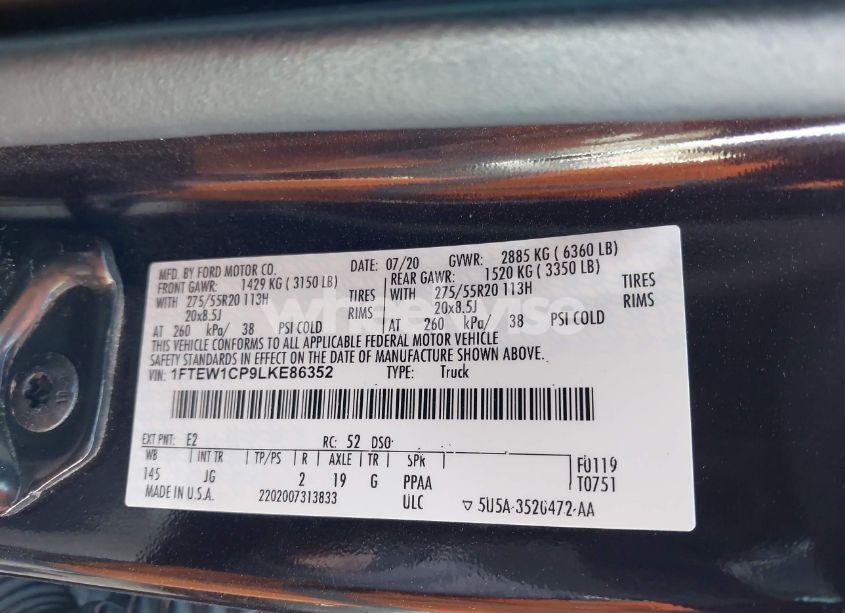 MFD. BY FORD MOTOR CO.
DATE: 07/20 GVWR: 2885 KG ( 6360 LB)
FRONT GAWR: 1429 KG ( 3150 LB)
REAR GAWR: 1520 KG ( 3350 LB)
WITH 275/55R20 113H TIRES
WITH 275/55R20 113H TIRES
20x8.5J RIMS
20x8.5J RIMS
AT 260 kPa/ 38 PSI COLD
AT 260 kPa/ 38 PSI COLD
THIS VEHICLE CONFORMS TO ALL APPLICABLE FEDERAL MOTOR VEHICLE
SAFETY STANDARDS IN EFFECT ON THE DATE OF MANUFACTURE SHOWN ABOVE.
VIN: 1FTEW1CP9LKE86352 TYPE: Truck
EXT PNT: E2 RC: 52 DSO:
WB INT TR TP/PS R AXLE TR SPR
145 JG 2 19 G PPAA
F0119
T0751
MADE IN U.S.A. 2202007313833 ULC ▽ 5U5A-3520472-AA
wheelwise